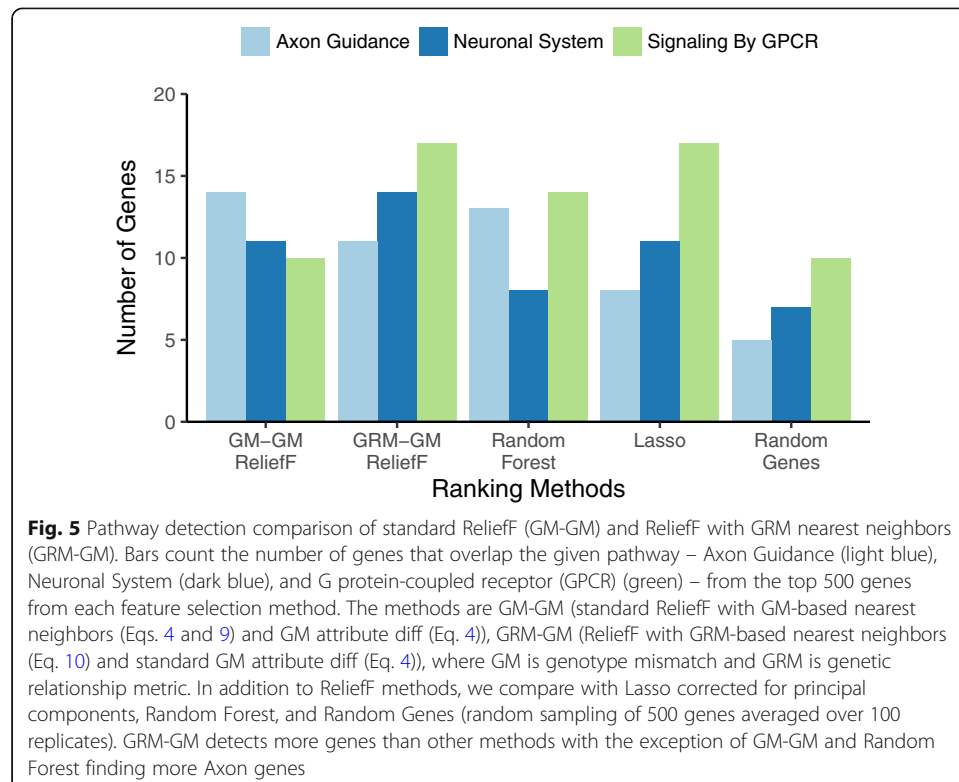 Axon Guidance Neuronal System Signaling By GPCR
20
15
10
5
0
Number of Genes
GM–GM ReliefF
GRM–GM ReliefF
Random Forest
Lasso
Random Genes
Ranking Methods
Fig. 5 Pathway detection comparison of standard ReliefF (GM-GM) and ReliefF with GRM nearest neighbors
(GRM-GM). Bars count the number of genes that overlap the given pathway – Axon Guidance (light blue),
Neuronal System (dark blue), and G protein-coupled receptor (GPCR) (green) – from the top 500 genes
from each feature selection method. The methods are GM-GM (standard ReliefF with GM-based nearest
neighbors (Eqs. 4 and 9) and GM attribute diff (Eq. 4)), GRM-GM (ReliefF with GRM-based nearest neighbors
(Eq. 10) and standard GM attribute diff (Eq. 4)), where GM is genotype mismatch and GRM is genetic
relationship metric. In addition to ReliefF methods, we compare with Lasso corrected for principal
components, Random Forest, and Random Genes (random sampling of 500 genes averaged over 100
replicates). GRM-GM detects more genes than other methods with the exception of GM-GM and Random
Forest finding more Axon genes